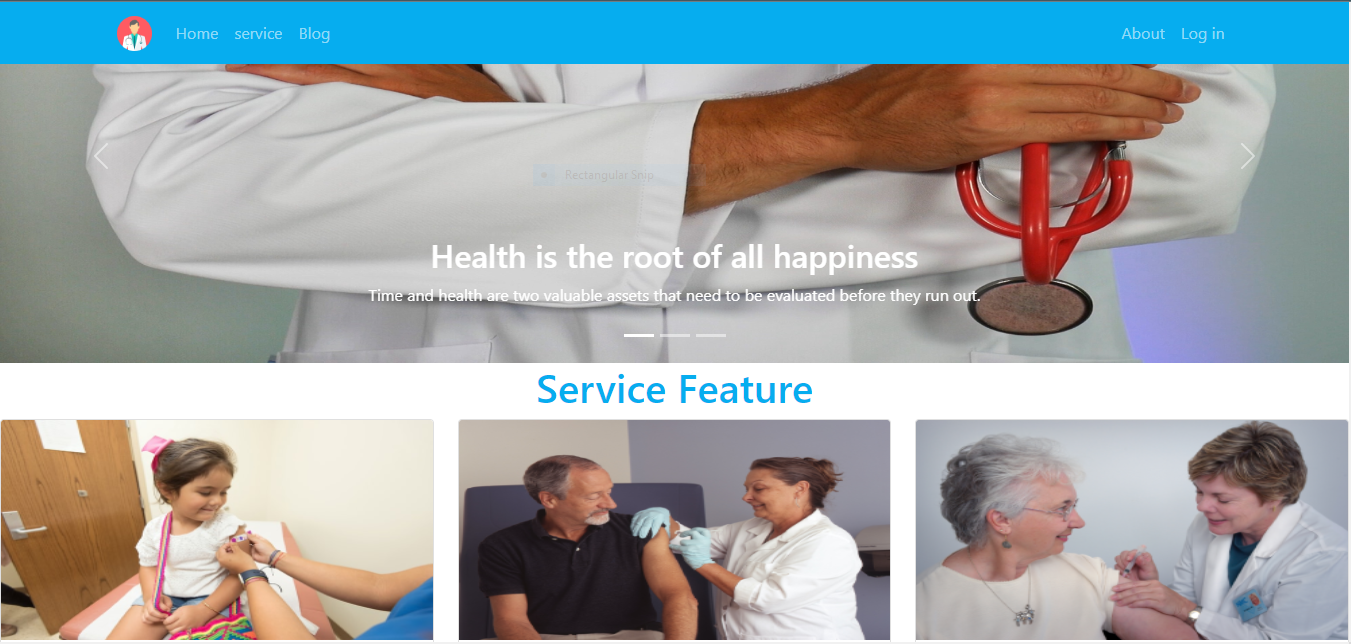 Home service Blog About Log in
Rectangular Snip.
Health is the root of all happiness
Time and health are two valuable assets that need to be evaluated before they run out.
Service Feature